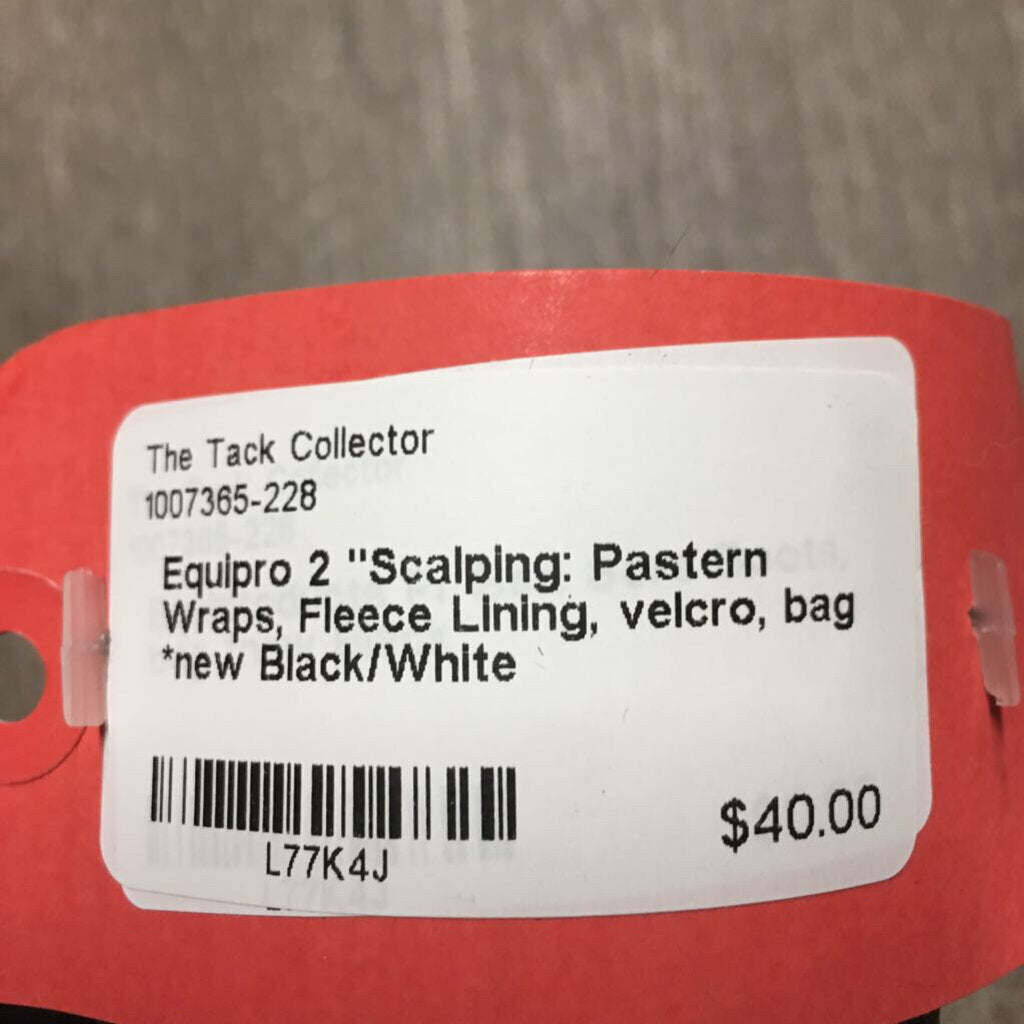 The Tack Collector
1007365-228
Equipro 2 "Scalping: Pastern
Wraps, Fleece Lining, velcro, bag
*new Black/White
L77K4J
$40.00